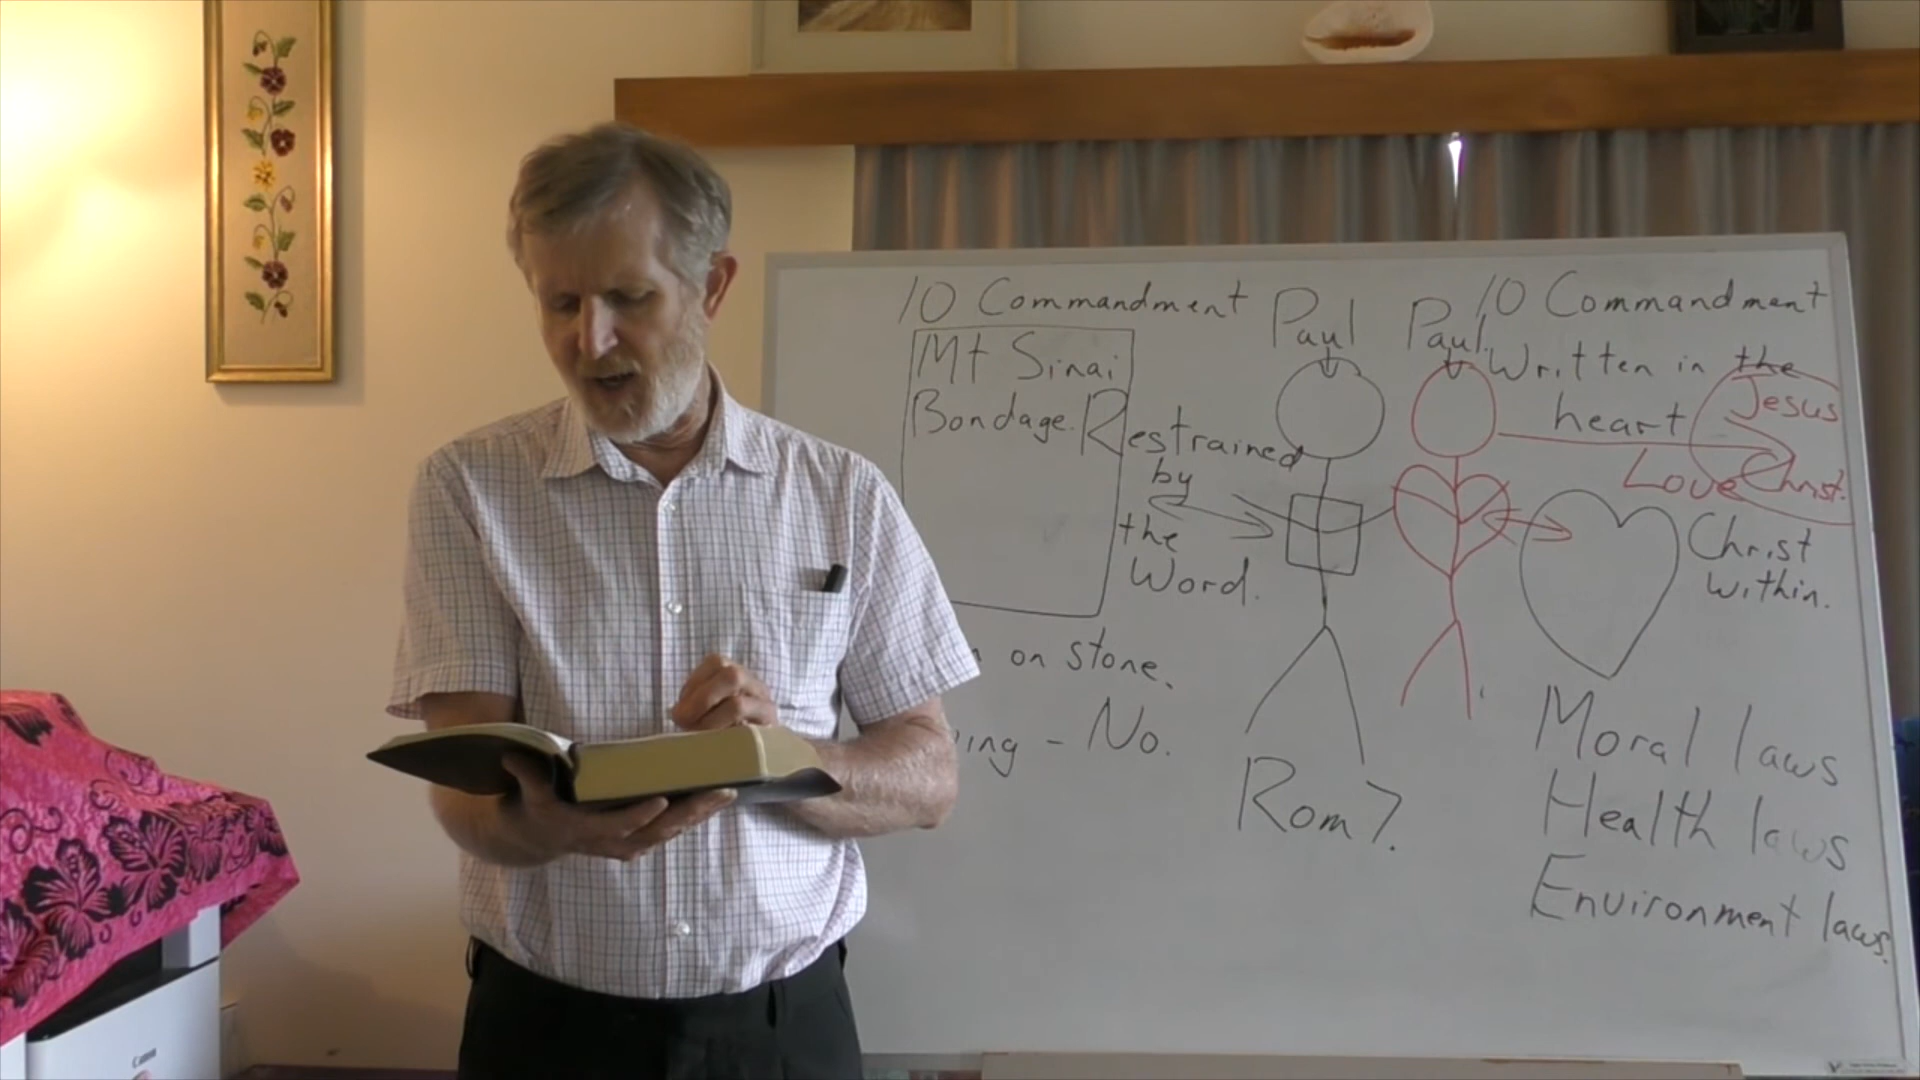 10 Commandment
Mt Sinai
Bondage.
Restrained
by
the
Word.
on stone.
- No.
Paul
Paul
Rom 7.
10 Commandment
Written in the
heart
Jesus
Love Christ.
Christ
within.
Moral laws
Health laws
Environment laws.
Canon